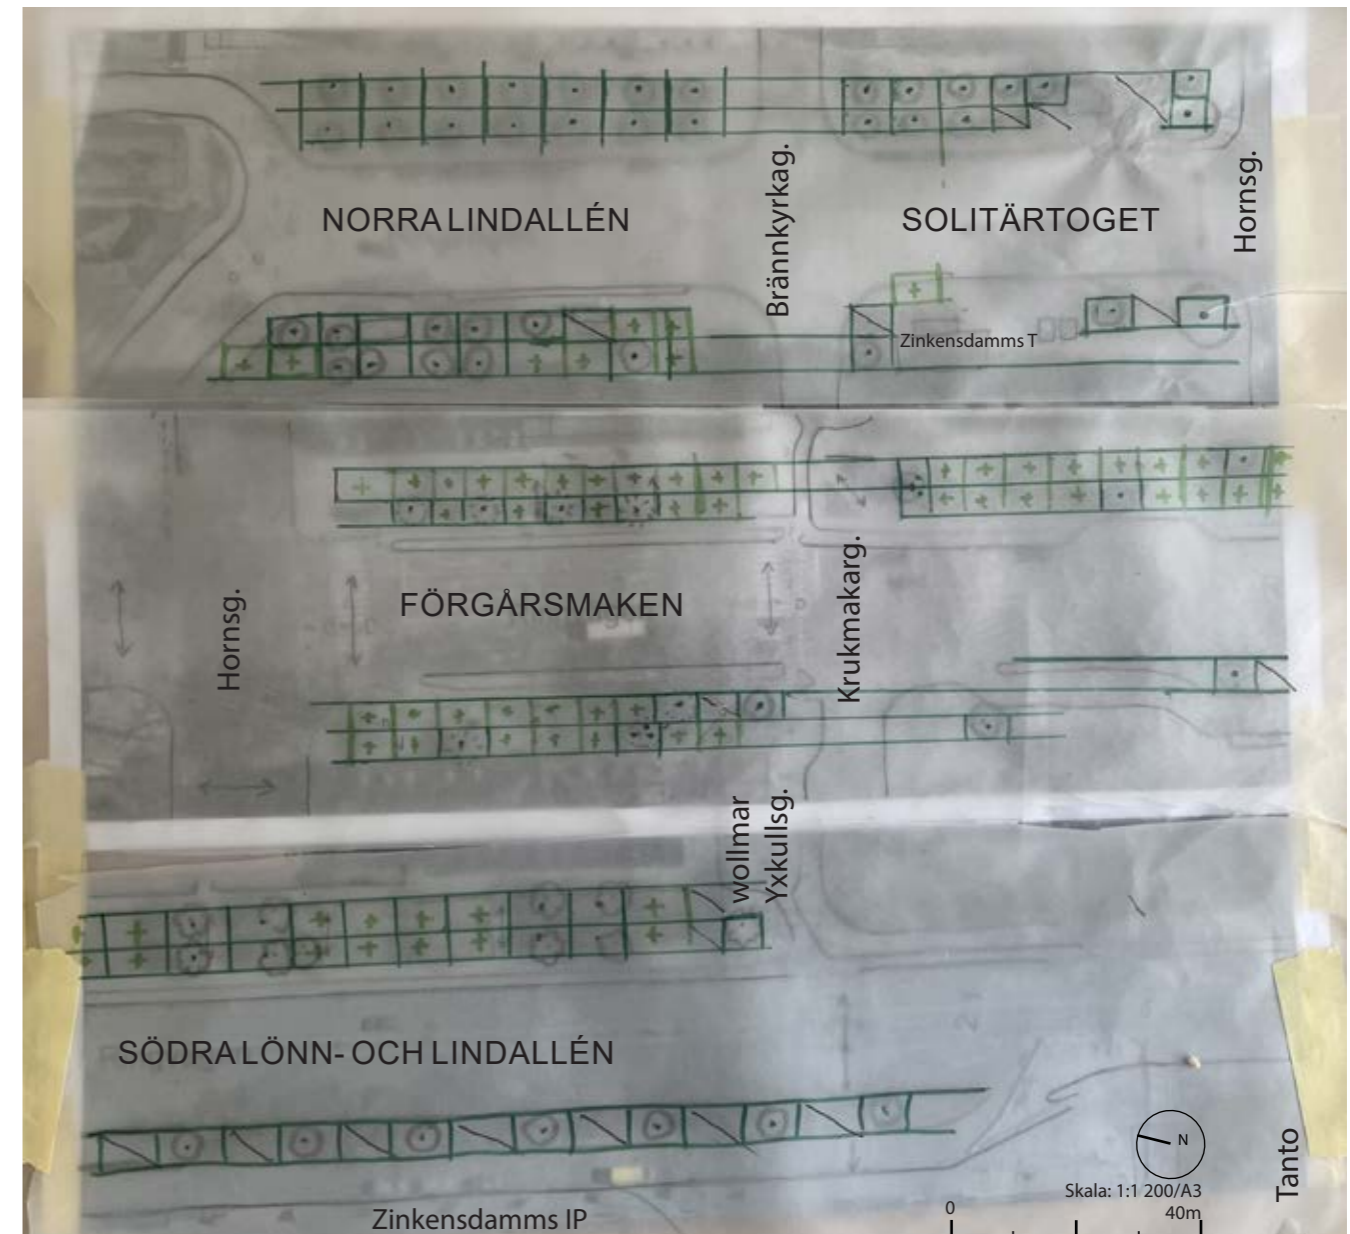 NORRA LINDALLÉN
Brännkyrkag.
SOLITÄRTOGET
Hornsg.
Zinkensdamms T
Hornsg.
FÖRGÅRSMAKEN
Krukmakarg.
wollmar
Yxkullsg.
SÖDRA LÖNN- OCH LINDALLÉN
Zinkensdamms IP
N
Skala: 1:1 200/A3
0
40m
Tanto